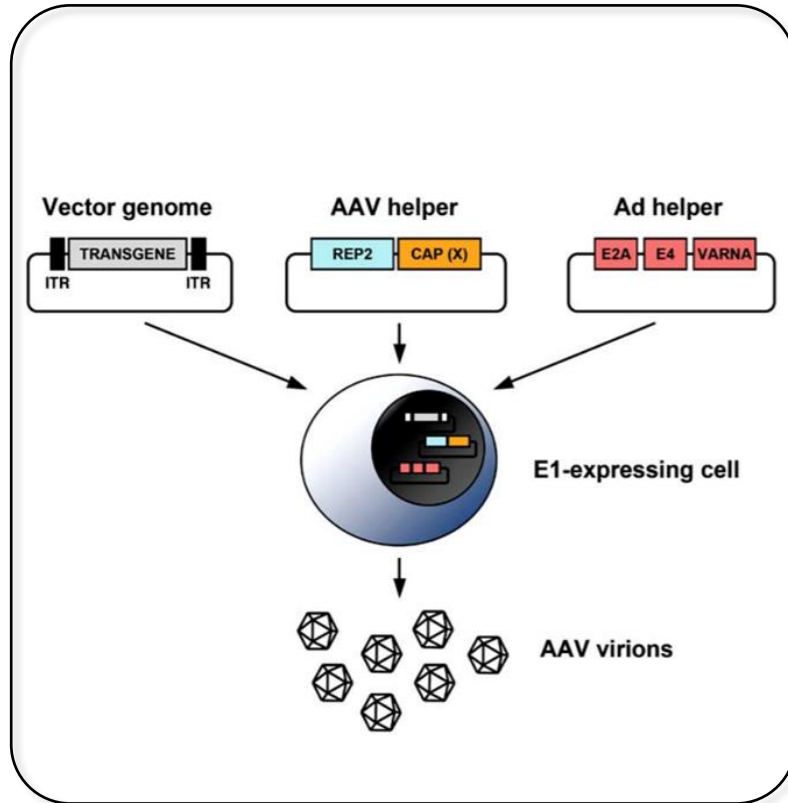 Vector genome
AAV helper
Ad helper
TRANSGENE
REP2
CAP (X)
E2A
E4
VARNA
ITR
ITR
E1-expressing cell
AAV virions